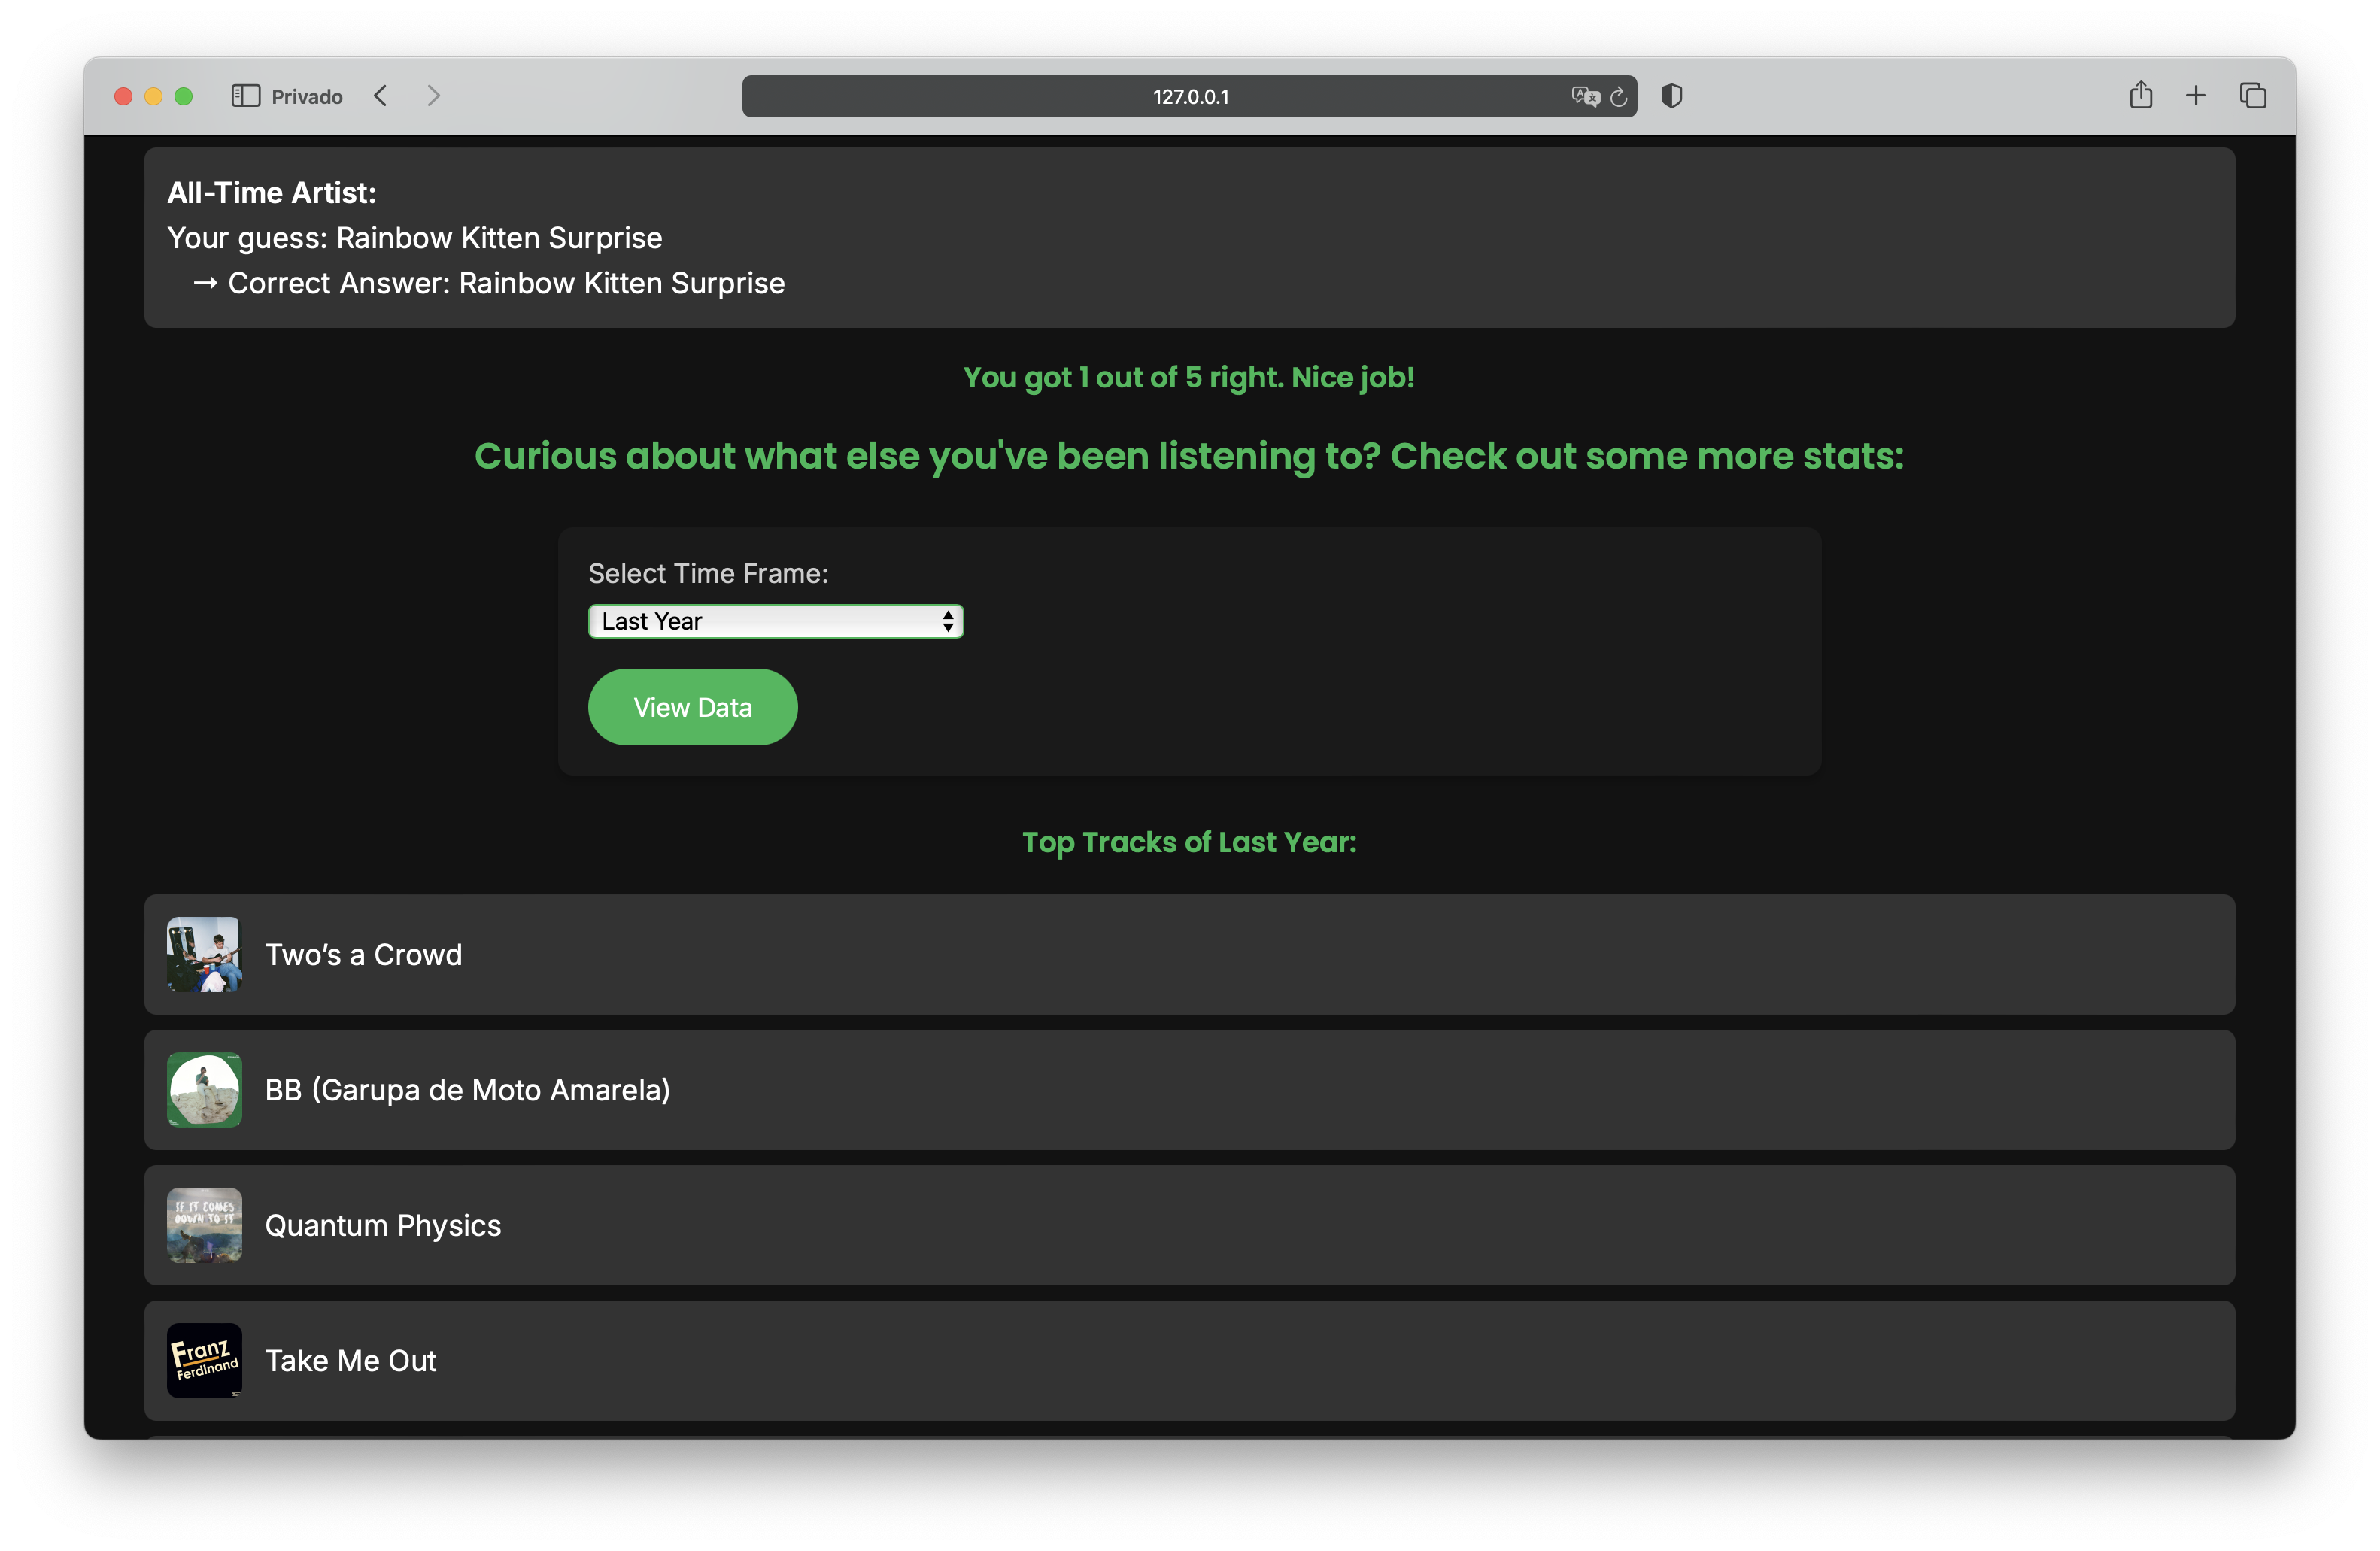 Privado
127.0.0.1
All-Time Artist:
Your guess: Rainbow Kitten Surprise
→ Correct Answer: Rainbow Kitten Surprise
You got 1 out of 5 right. Nice job!
Curious about what else you've been listening to? Check out some more stats:
Select Time Frame:
Last Year
View Data
Top Tracks of Last Year:
Two’s a Crowd
BB (Garupa de Moto Amarela)
IF IT COMES
DOWN TO IT
Quantum Physics
Franz
Ferdinand
Take Me Out